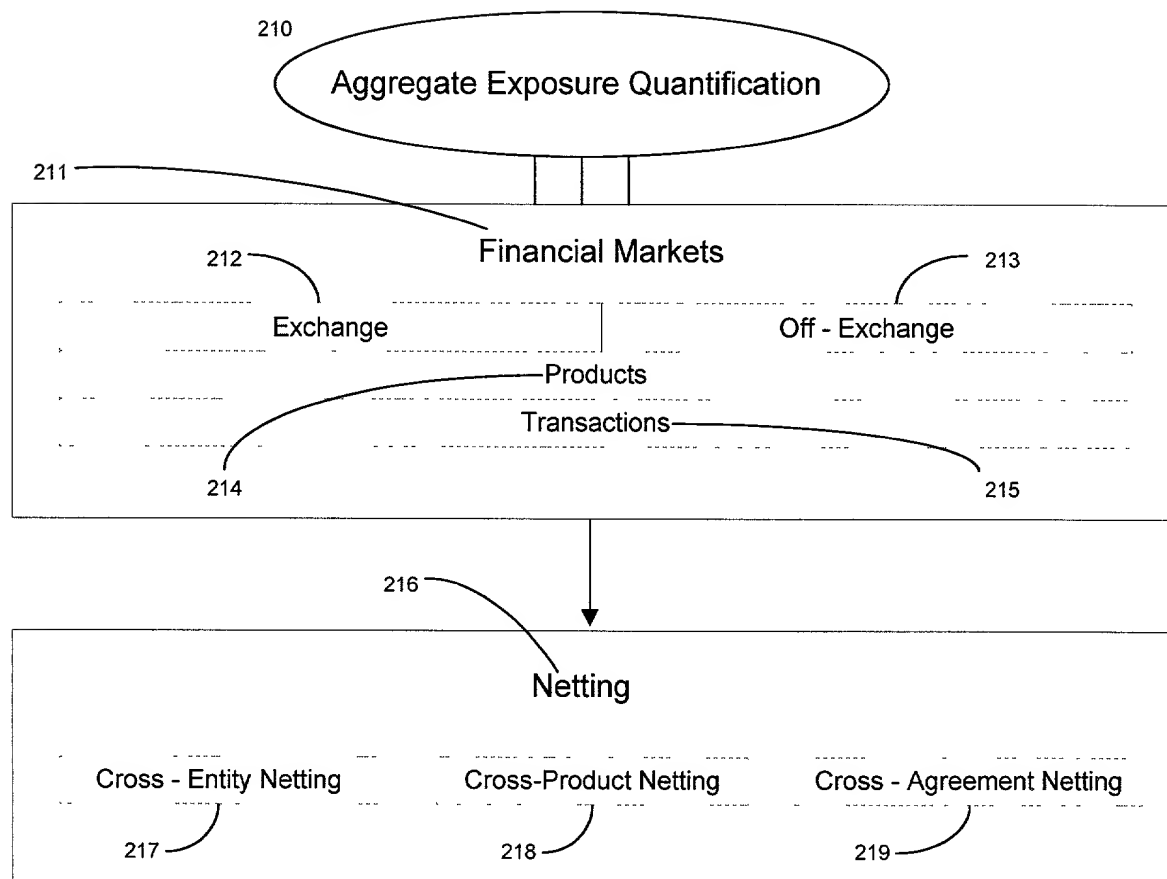 210
Aggregate Exposure Quantification
211
Financial Markets
212
213
Exchange
Off - Exchange
Products
Transactions
214
215
216
Netting
Cross - Entity Netting
Cross-Product Netting
Cross - Agreement Netting
217
218
219